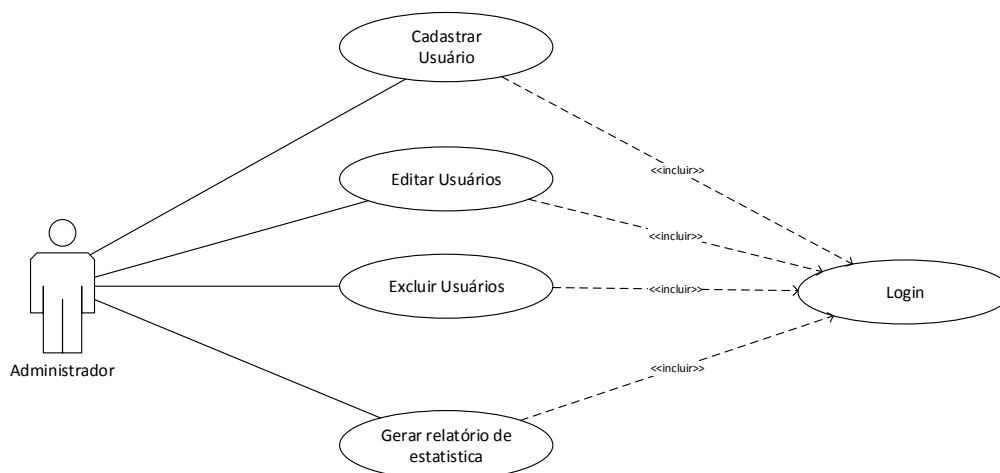 Cadastrar
Usuário
<<incluir>>
Editar Usuários
<<incluir>>
Excluir Usuários
<<incluir>>
Login
Administrador
<<incluir>>
Gerar relatório de
estatistica